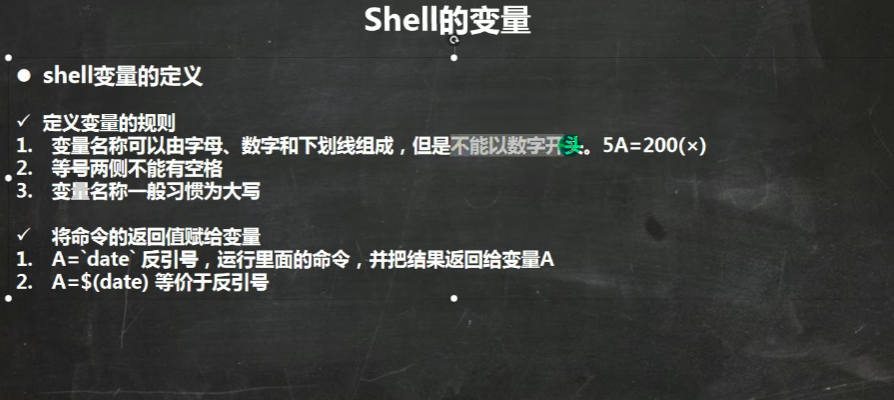 Shell的变量
● shell变量的定义
✓ 定义变量的规则
1. 变量名称可以由字母、数字和下划线组成，但是不能以数字开头。5A=200(×)
2. 等号两侧不能有空格
3. 变量名称一般习惯为大写
✓ 将命令的返回值赋给变量
1. A=`date` 反引号，运行里面的命令，并把结果返回给变量A
2. A=$(date) 等价于反引号